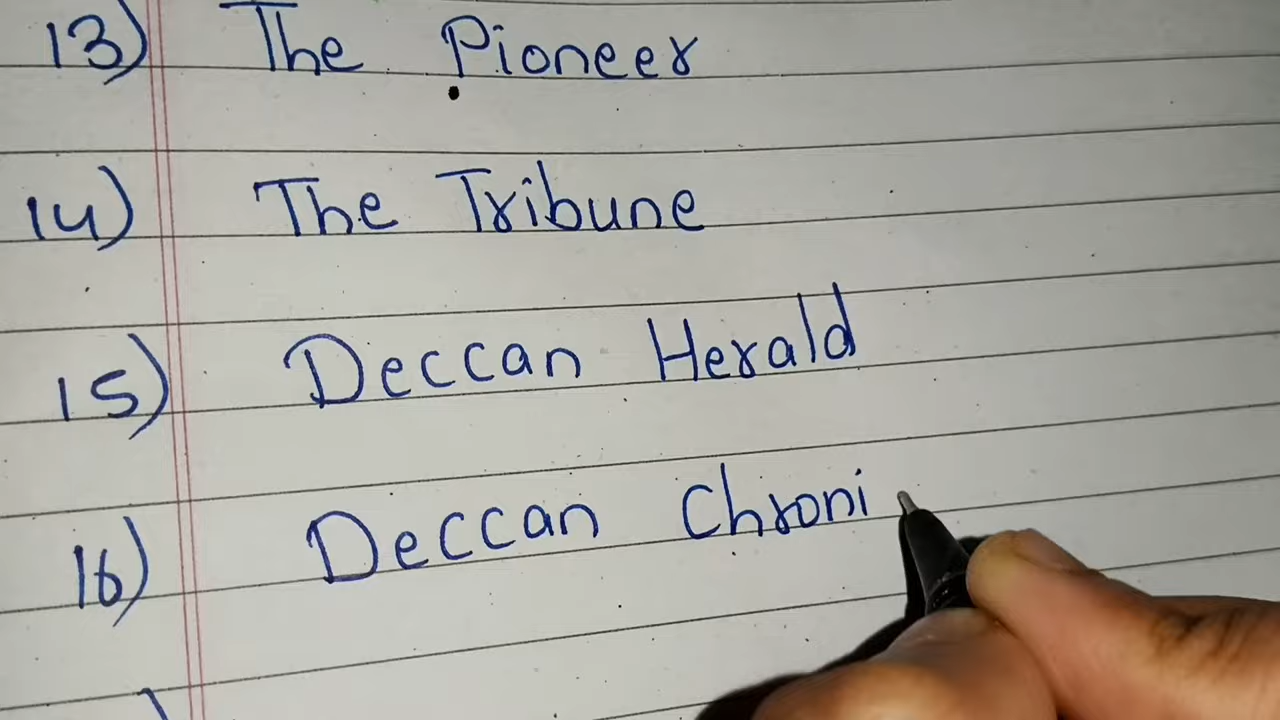 13) The Pioneer
14) The Tribune
15) Deccan Herald
16) Deccan Chroni